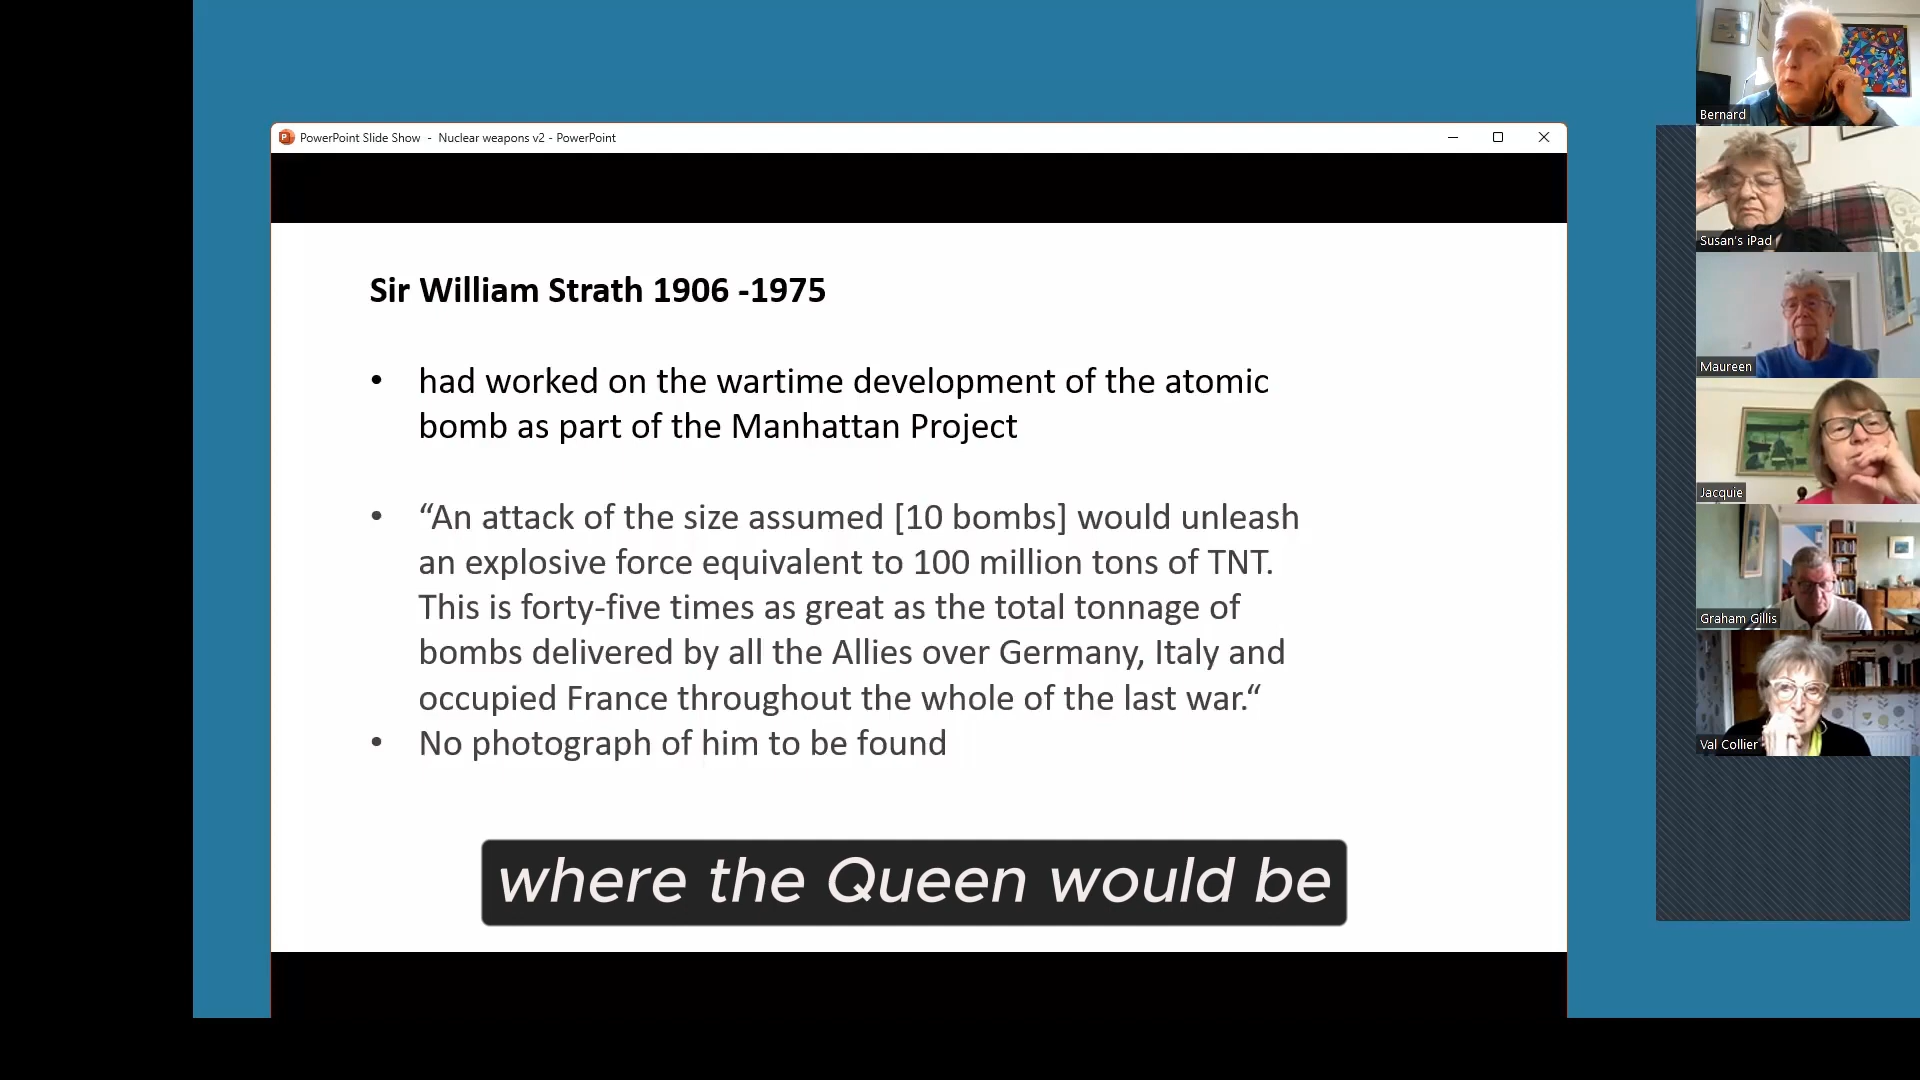 PowerPoint Slide Show - Nuclear weapons v2 - PowerPoint
Sir William Strath 1906 -1975
• had worked on the wartime development of the atomic
bomb as part of the Manhattan Project
• “An attack of the size assumed [10 bombs] would unleash
an explosive force equivalent to 100 million tons of TNT.
This is forty-five times as great as the total tonnage of
bombs delivered by all the Allies over Germany, Italy and
occupied France throughout the whole of the last war.“
• No photograph of him to be found
where the Queen would be
Bernard
Susan's iPad
Maureen
Jacquie
Graham Gillis
Val Collier